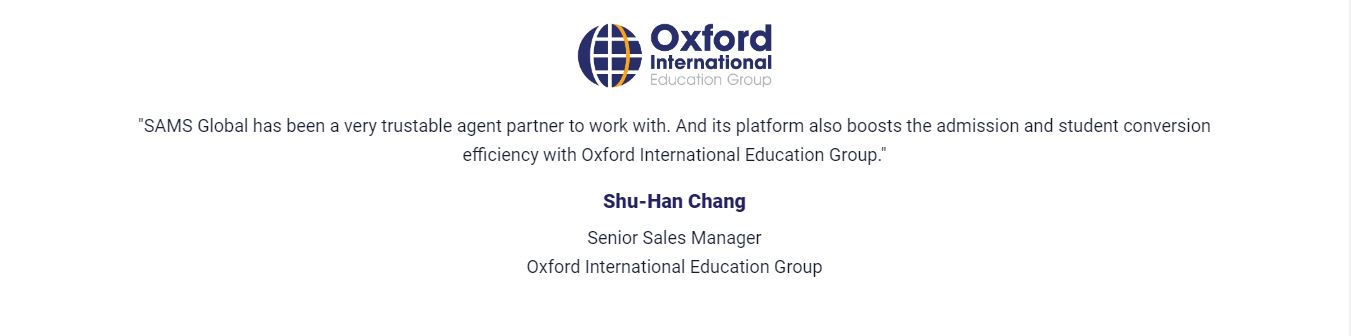 Oxford
International
Education Group
"SAMS Global has been a very trustable agent partner to work with. And its platform also boosts the admission and student conversion
efficiency with Oxford International Education Group."
Shu-Han Chang
Senior Sales Manager
Oxford International Education Group